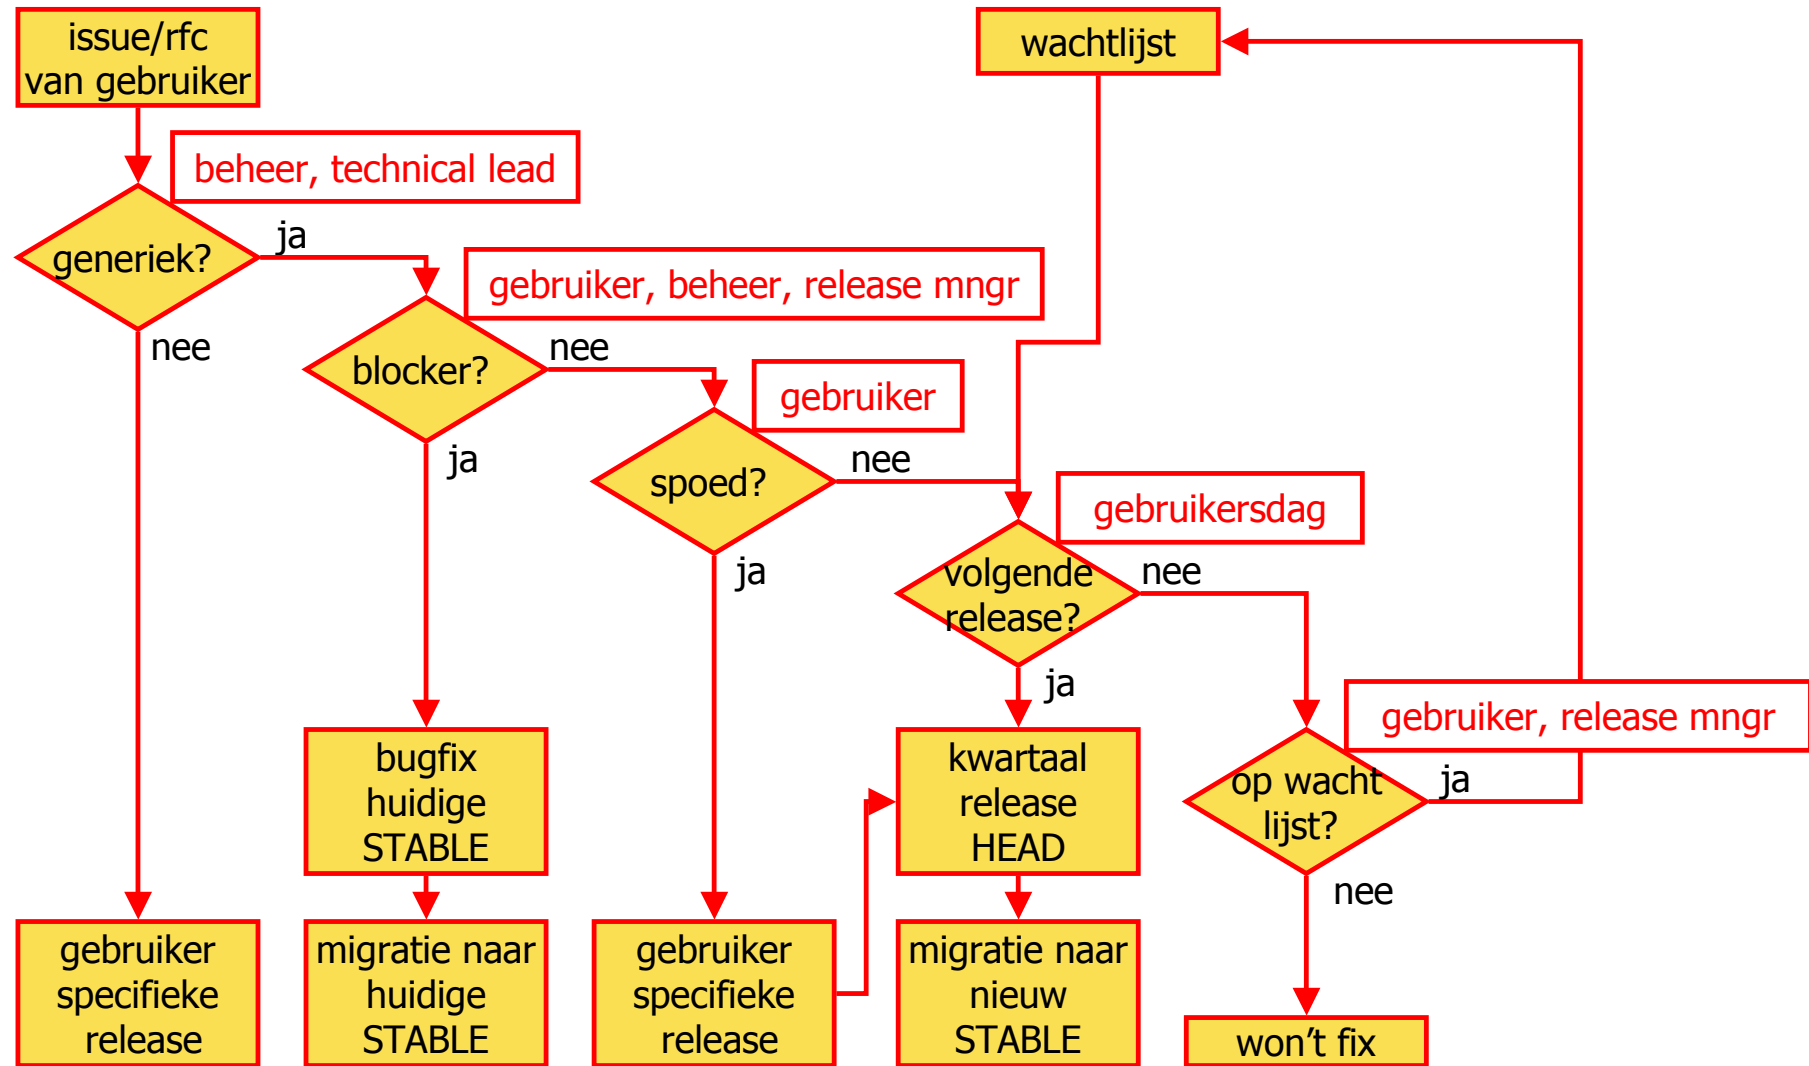 issue/rfc
van gebruiker
wachtlijst
beheer, technical lead
generiek?
ja
nee
gebruiker, beheer, release mngr
blocker?
nee
ja
gebruiker
spoed?
nee
ja
gebruikersdag
volgende
release?
nee
ja
gebruiker, release mngr
op wacht
lijst?
ja
nee
bugfix
huidige
STABLE
kwartaal
release
HEAD
gebruiker
specifieke
release
migratie naar
huidige
STABLE
gebruiker
specifieke
release
migratie naar
nieuw
STABLE
won’t fix